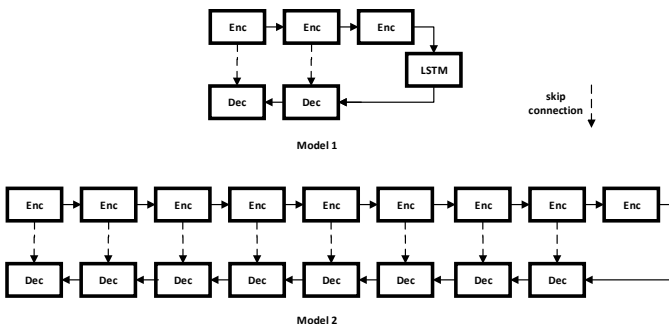 Enc Enc Enc
LSTM
Dec Dec
skip
connection
Model 1
Enc Enc Enc Enc Enc Enc Enc Enc Enc
Dec Dec Dec Dec Dec Dec Dec Dec
Model 2